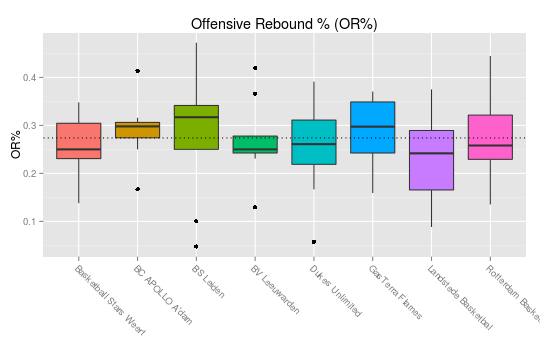 Offensive Rebound % (OR%)
OR%
0.4
0.3
0.2
0.1
Basketball Stars Weert
BC APOLLO A'dam
BS Leiden
BV Leeuwarden
Dukes Unlimited
GasTerra Flames
Landstede Basketbal
Rotterdam Baske